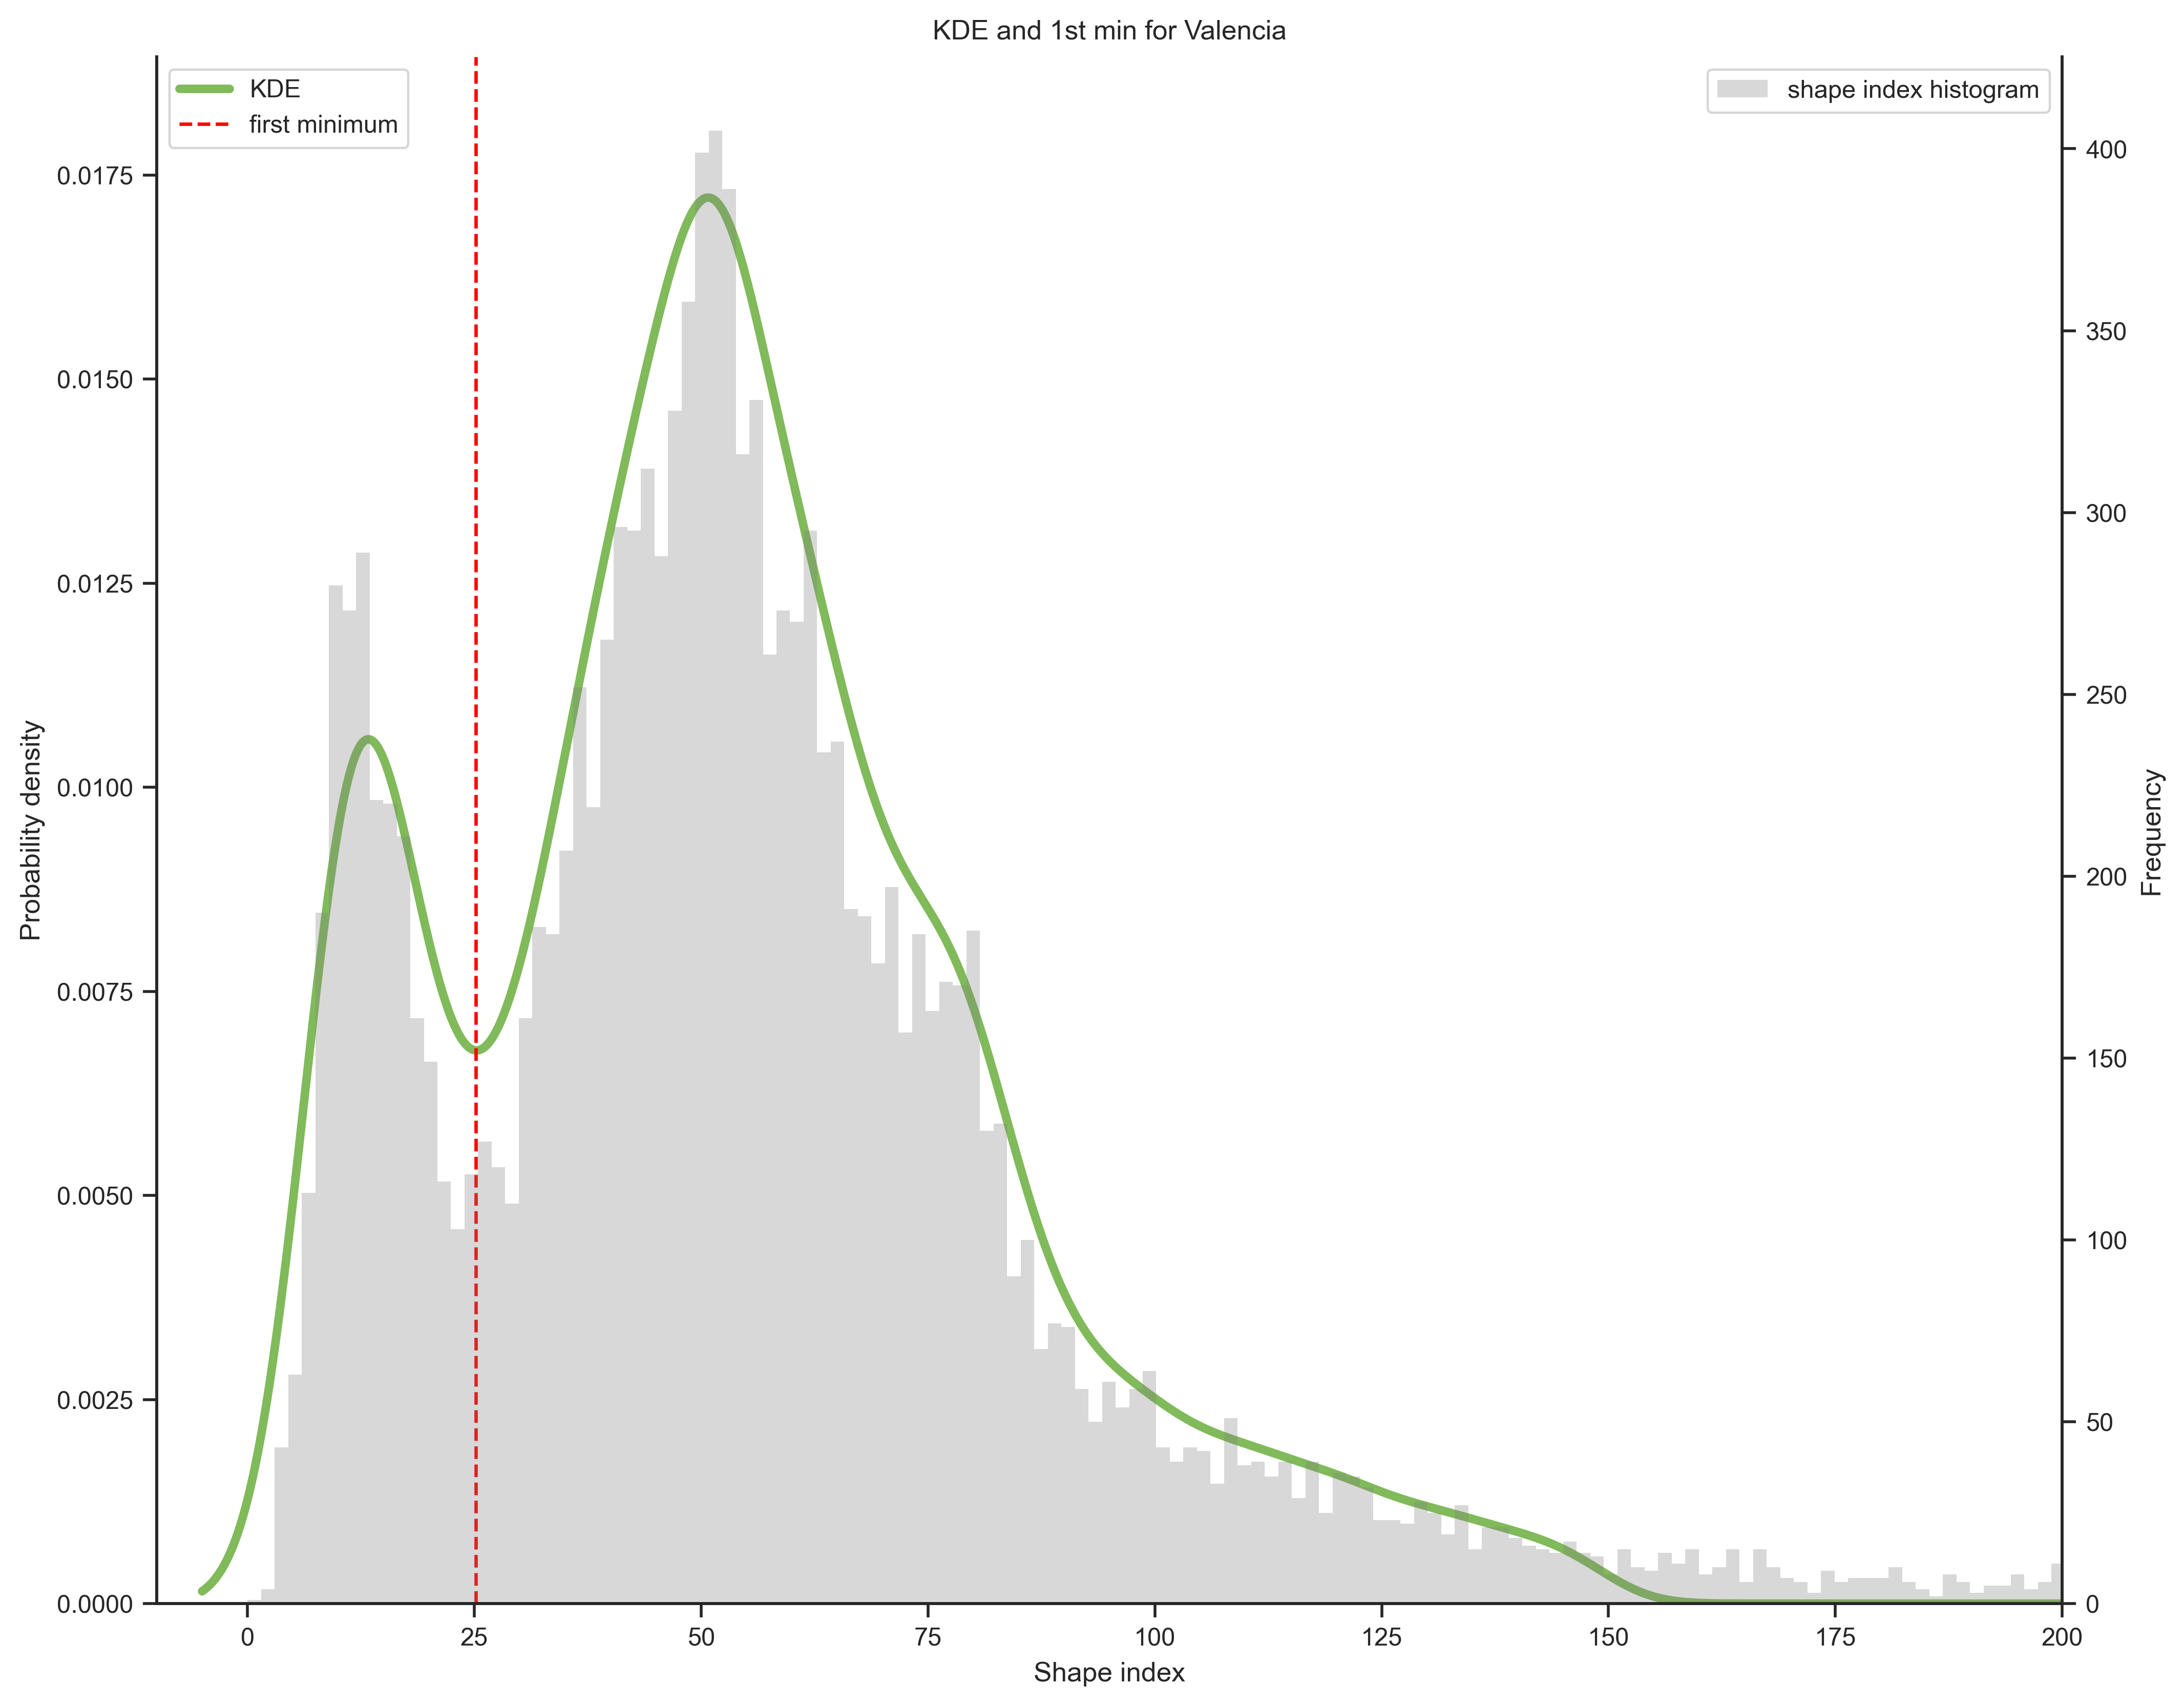 KDE and 1st min for Valencia
KDE
first minimum
shape index histogram
0.0175
0.0150
0.0125
0.0100
0.0075
0.0050
0.0025
0.0000
Probability density
400
350
300
250
200
150
100
50
0
Frequency
0 25 50 75 100 125 150 175 200
Shape index